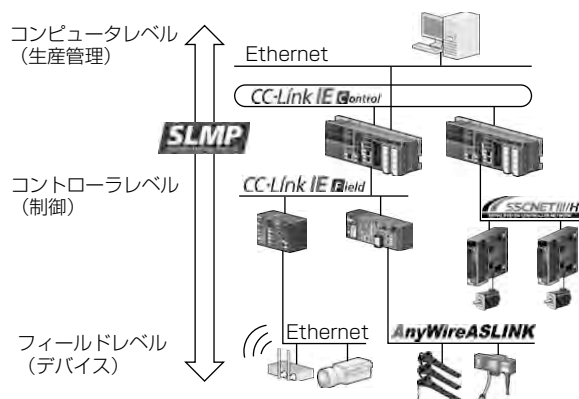 コンピュータレベル
（生産管理）
Ethernet
CC-Link IE Control
SLMP
コントローラレベル
（制御）
CC-Link IE Field
SSCNETIII/H
フィールドレベル
（デバイス）
Ethernet
AnyWireASLINK